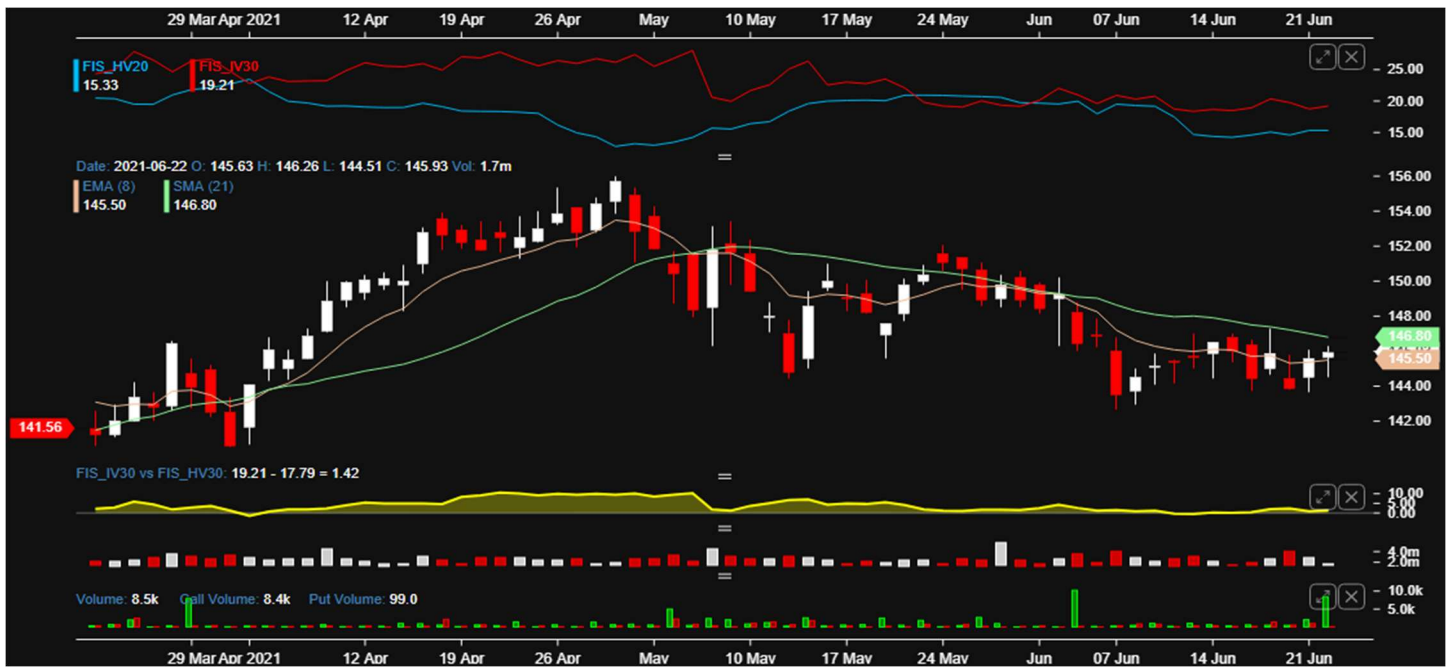 29 Mar Apr 2021 12 Apr 19 Apr 26 Apr May 10 May 17 May 24 May Jun 07 Jun 14 Jun 21 Jun
FIS_HV20 FIS_IV30
15.33 19.21
25.00
20.00
15.00
Date: 2021-06-22 O: 145.63 H: 146.26 L: 144.51 C: 145.93 Vol: 1.7m
EMA (8) SMA (21)
145.50 146.80
156.00
154.00
152.00
150.00
148.00
146.80
145.50
144.00
142.00
141.56
FIS_IV30 vs FIS_HV30: 19.21 - 17.79 = 1.42
10.00
5.00
0.00
4.0m
2.0m
Volume: 8.5k Call Volume: 8.4k Put Volume: 99.0
10.0k
5.0k
29 Mar Apr 2021 12 Apr 19 Apr 26 Apr May 10 May 17 May 24 May Jun 07 Jun 14 Jun 21 Jun